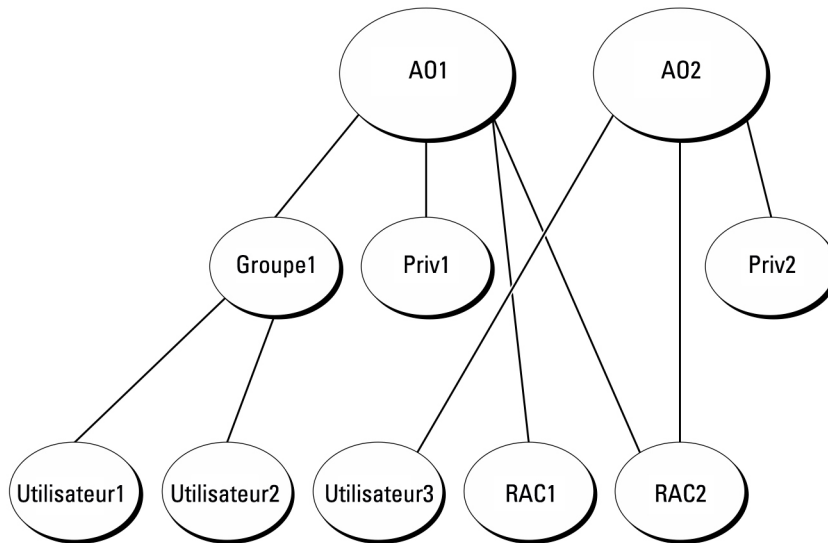 AO1
AO2
Groupe1
Priv1
Priv2
Utilisateur1
Utilisateur2
Utilisateur3
RAC1
RAC2